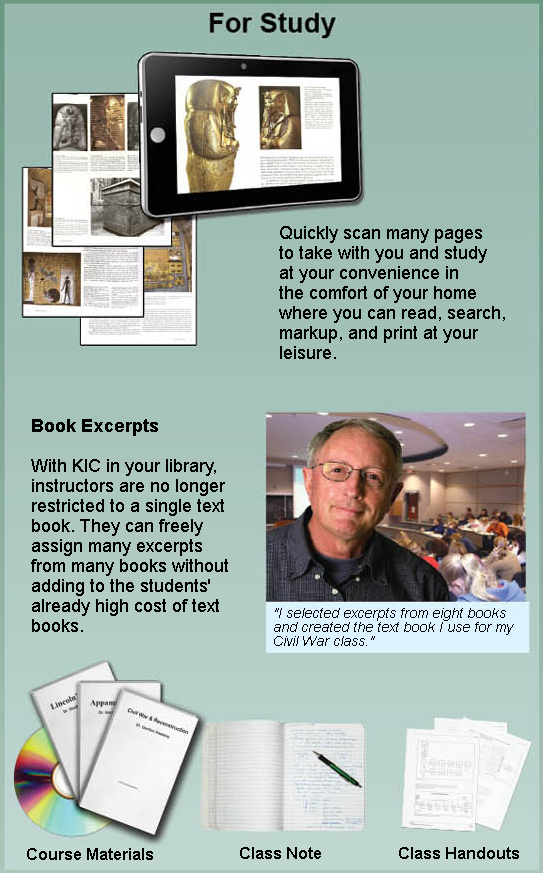 For Study
Quickly scan many pages
to take with you and study
at your convenience in
the comfort of your home
where you can read, search,
markup, and print at your
leisure.
Book Excerpts
With KIC in your library,
instructors are no longer
restricted to a single text
book. They can freely
assign many excerpts
from many books without
adding to the students'
already high cost of text
books.
"I selected excerpts from eight books
and created the text book I use for my
Civil War class."
Lincoln'
Dr.
Appam
Dr.
Civil War & Reconstruction
Course Materials
Class Note
Class Handouts